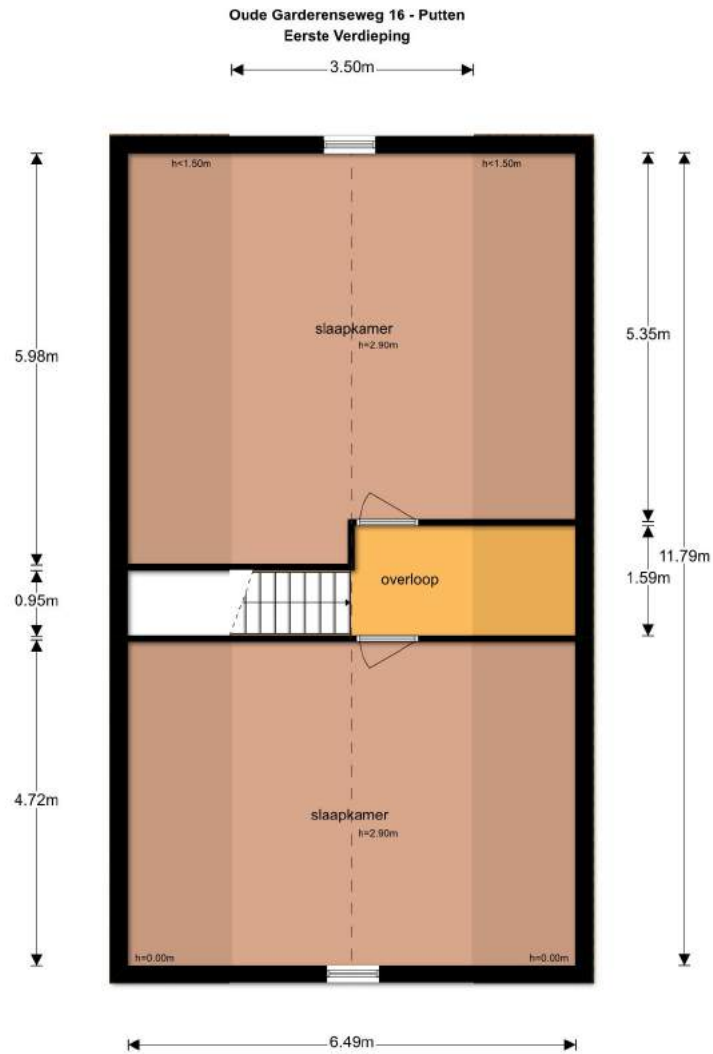 Oude Garderenseweg 16 - Putten
Eerste Verdieping
3.50m
h<1.50m
h<1.50m
slaapkamer
h=2.90m
5.98m
5.35m
11.79m
overloop
0.95m
1.59m
4.72m
slaapkamer
h=2.90m
h=0.00m
h=0.00m
6.49m